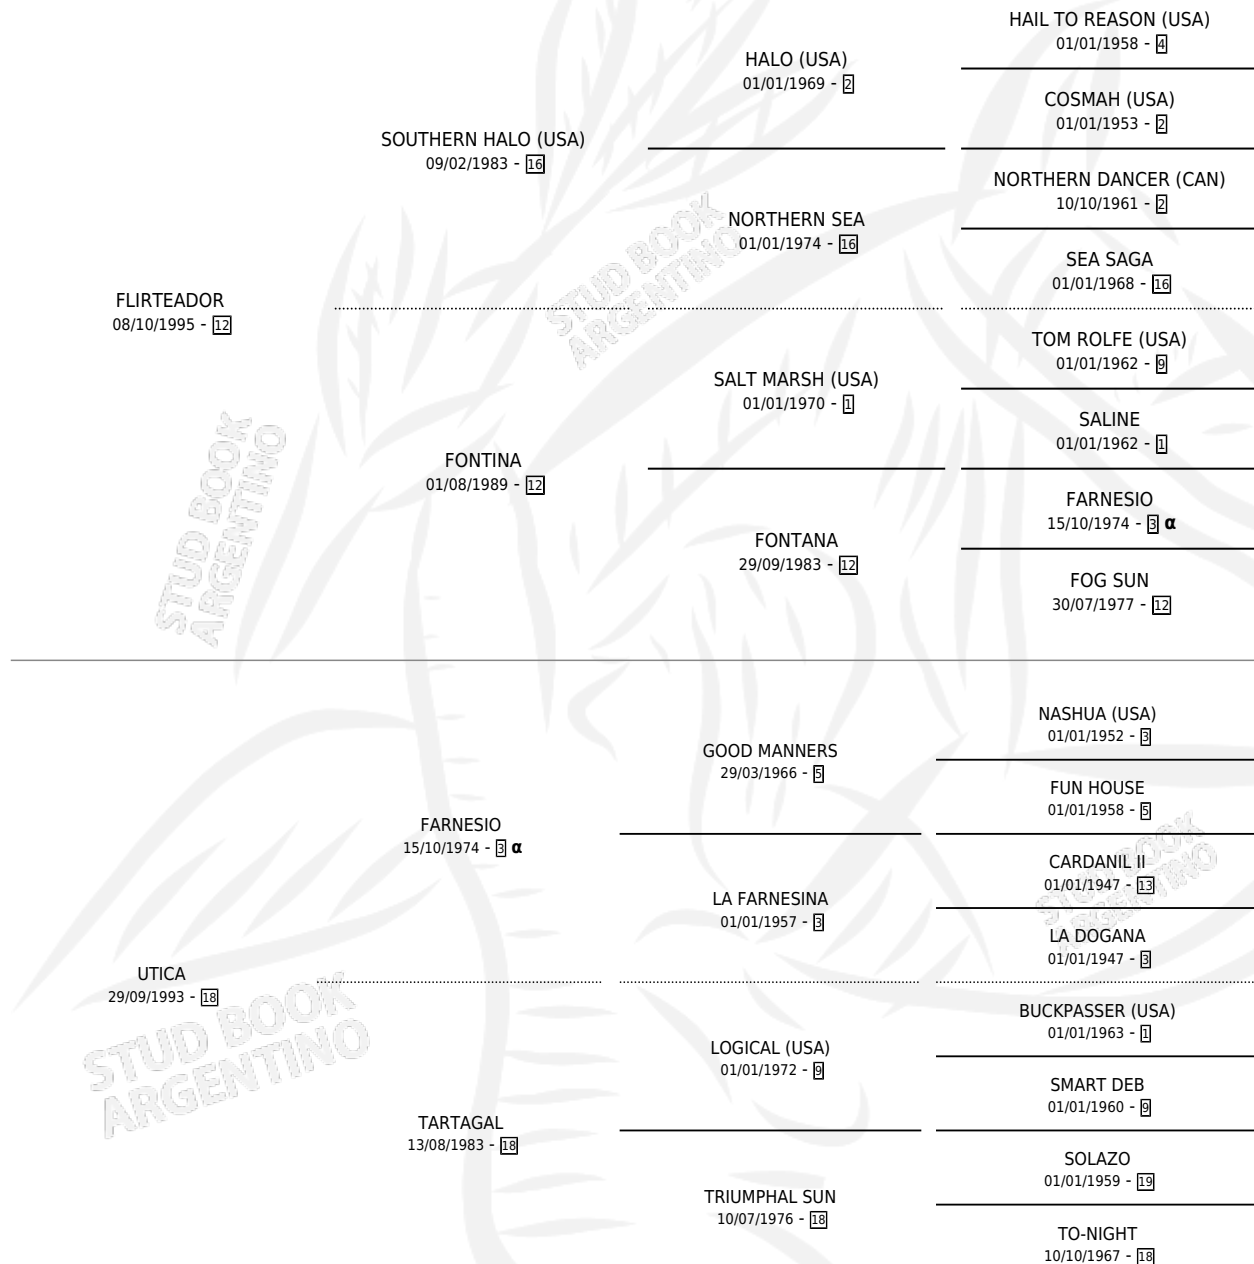 HAIL TO REASON (USA)
01/01/1958 - 4
HALO (USA)
01/01/1969 - 2
COSMAH (USA)
01/01/1953 - 2
SOUTHERN HALO (USA)
09/02/1983 - 16
NORTHERN DANCER (CAN)
10/10/1961 - 2
NORTHERN SEA
01/01/1974 - 16
SEA SAGA
01/01/1968 - 16
STUD BOOK
ARGENTINO
FLIRTEADOR
08/10/1995 - 12
TOM ROLFE (USA)
01/01/1962 - 9
SALT MARSH (USA)
01/01/1970 - 1
SALINE
01/01/1962 - 1
FONTINA
01/08/1989 - 12
FARNESIO
15/10/1974 - 3 α
FONTANA
29/09/1983 - 12
FOG SUN
30/07/1977 - 12
STUD BOOK
ARGENTINO
NASHUA (USA)
01/01/1952 - 3
GOOD MANNERS
29/03/1966 - 5
FUN HOUSE
01/01/1958 - 5
FARNESIO
15/10/1974 - 3 α
CARDANIL II
01/01/1947 - 13
LA FARNESINA
01/01/1957 - 3
LA DOGANA
01/01/1947 - 3
STUD BOOK
ARGENTINO
UTICA
29/09/1993 - 18
BUCKPASSER (USA)
01/01/1963 - 1
LOGICAL (USA)
01/01/1972 - 9
SMART DEB
01/01/1960 - 9
STUD BOOK
ARGENTINO
TARTAGAL
13/08/1983 - 18
SOLAZO
01/01/1959 - 19
TRIUMPHAL SUN
10/07/1976 - 18
TO-NIGHT
10/10/1967 - 18